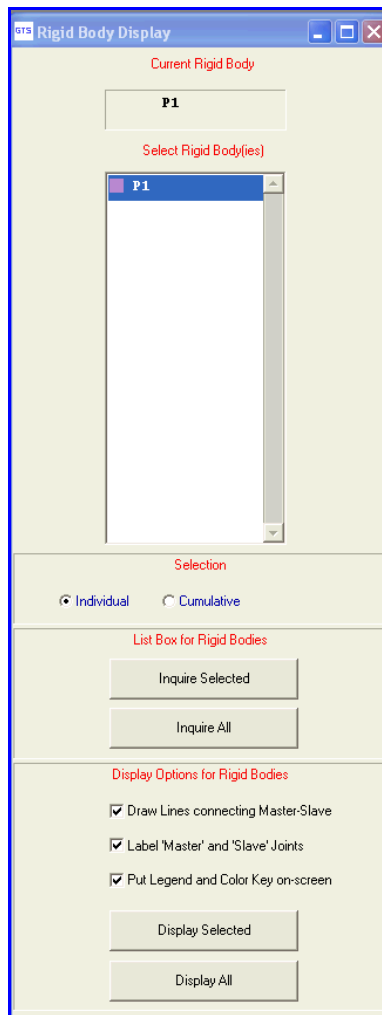 GTS Rigid Body Display
Current Rigid Body
P1
Select Rigid Body(ies)
P1
Selection
Individual Cumulative
List Box for Rigid Bodies
Inquire Selected
Inquire All
Display Options for Rigid Bodies
Draw Lines connecting Master-Slave
Label 'Master' and 'Slave' Joints
Put Legend and Color Key on-screen
Display Selected
Display All